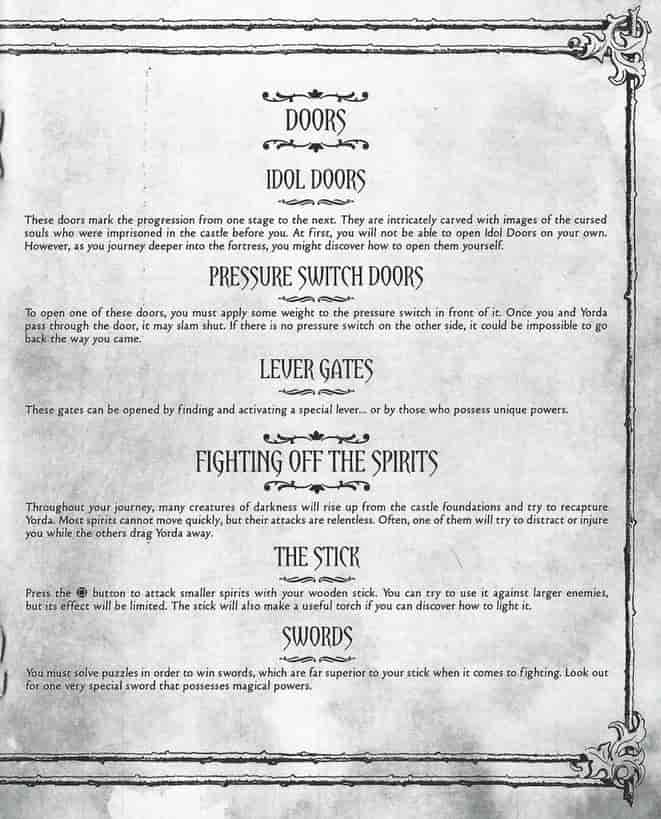 DOORS
IDOL DOORS
These doors mark the progression from one stage to the next. They are intricately carved with images of the cursed
souls who were imprisoned in the castle before you. At first, you will not be able to open Idol Doors on your own.
However, as you journey deeper into the fortress, you might discover how to open them yourself.
PRESSURE SWITCH DOORS
To open one of these doors, you must apply some weight to the pressure switch in front of it. Once you and Yorda
pass through the door, it may slam shut. If there is no pressure switch on the other side, it could be impossible to go
back the way you came.
LEVER GATES
These gates can be opened by finding and activating a special lever... or by those who possess unique powers.
FIGHTING OFF THE SPIRITS
Throughout your journey, many creatures of darkness will rise up from the castle foundations and try to recapture
Yorda. Most spirits cannot move quickly, but their attacks are relentless. Often, one of them will try to distract or injure
you while the others drag Yorda away.
THE STICK
Press the button to attack smaller spirits with your wooden stick. You can try to use it against larger enemies,
but its effect will be limited. The stick will also make a useful torch if you can discover how to light it.
SWORDS
You must solve puzzles in order to win swords, which are far superior to your stick when it comes to fighting. Look out
for one very special sword that possesses magical powers.